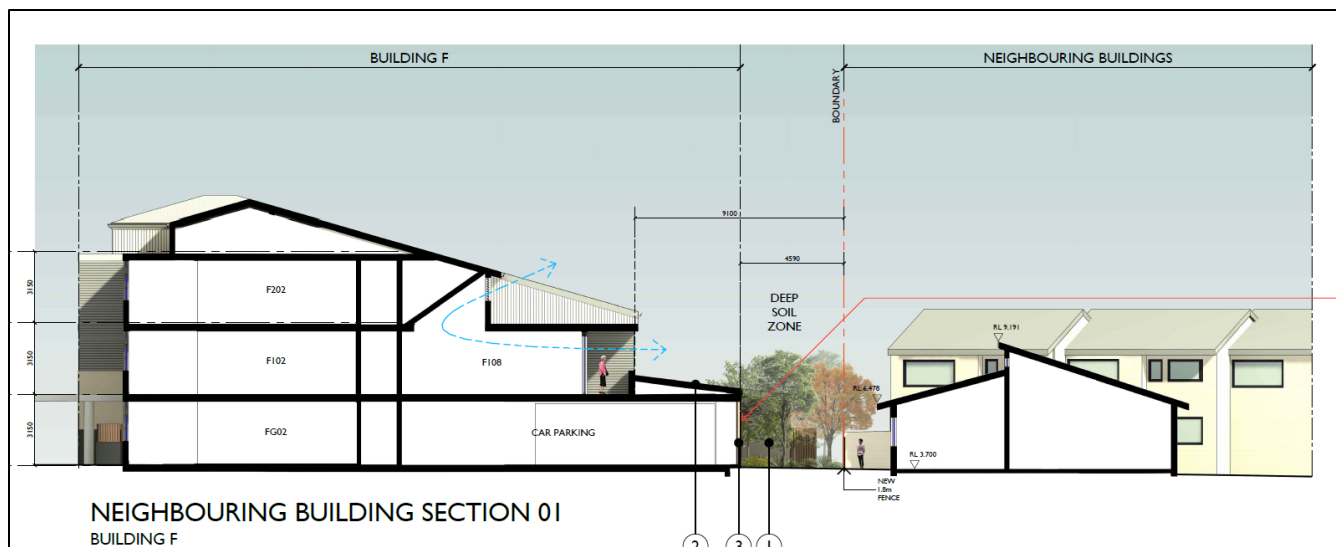 BUILDING F
NEIGHBOURING BUILDINGS
BOUNDARY
9100
4590
DEEP
SOIL
ZONE
3150
F202
3150
F102
F108
3150
FG02
CAR PARKING
RL 9.191
RL 6.478
RL 3.700
NEW
1.8m
FENCE
NEIGHBOURING BUILDING SECTION 01
BUILDING F
2
3
1